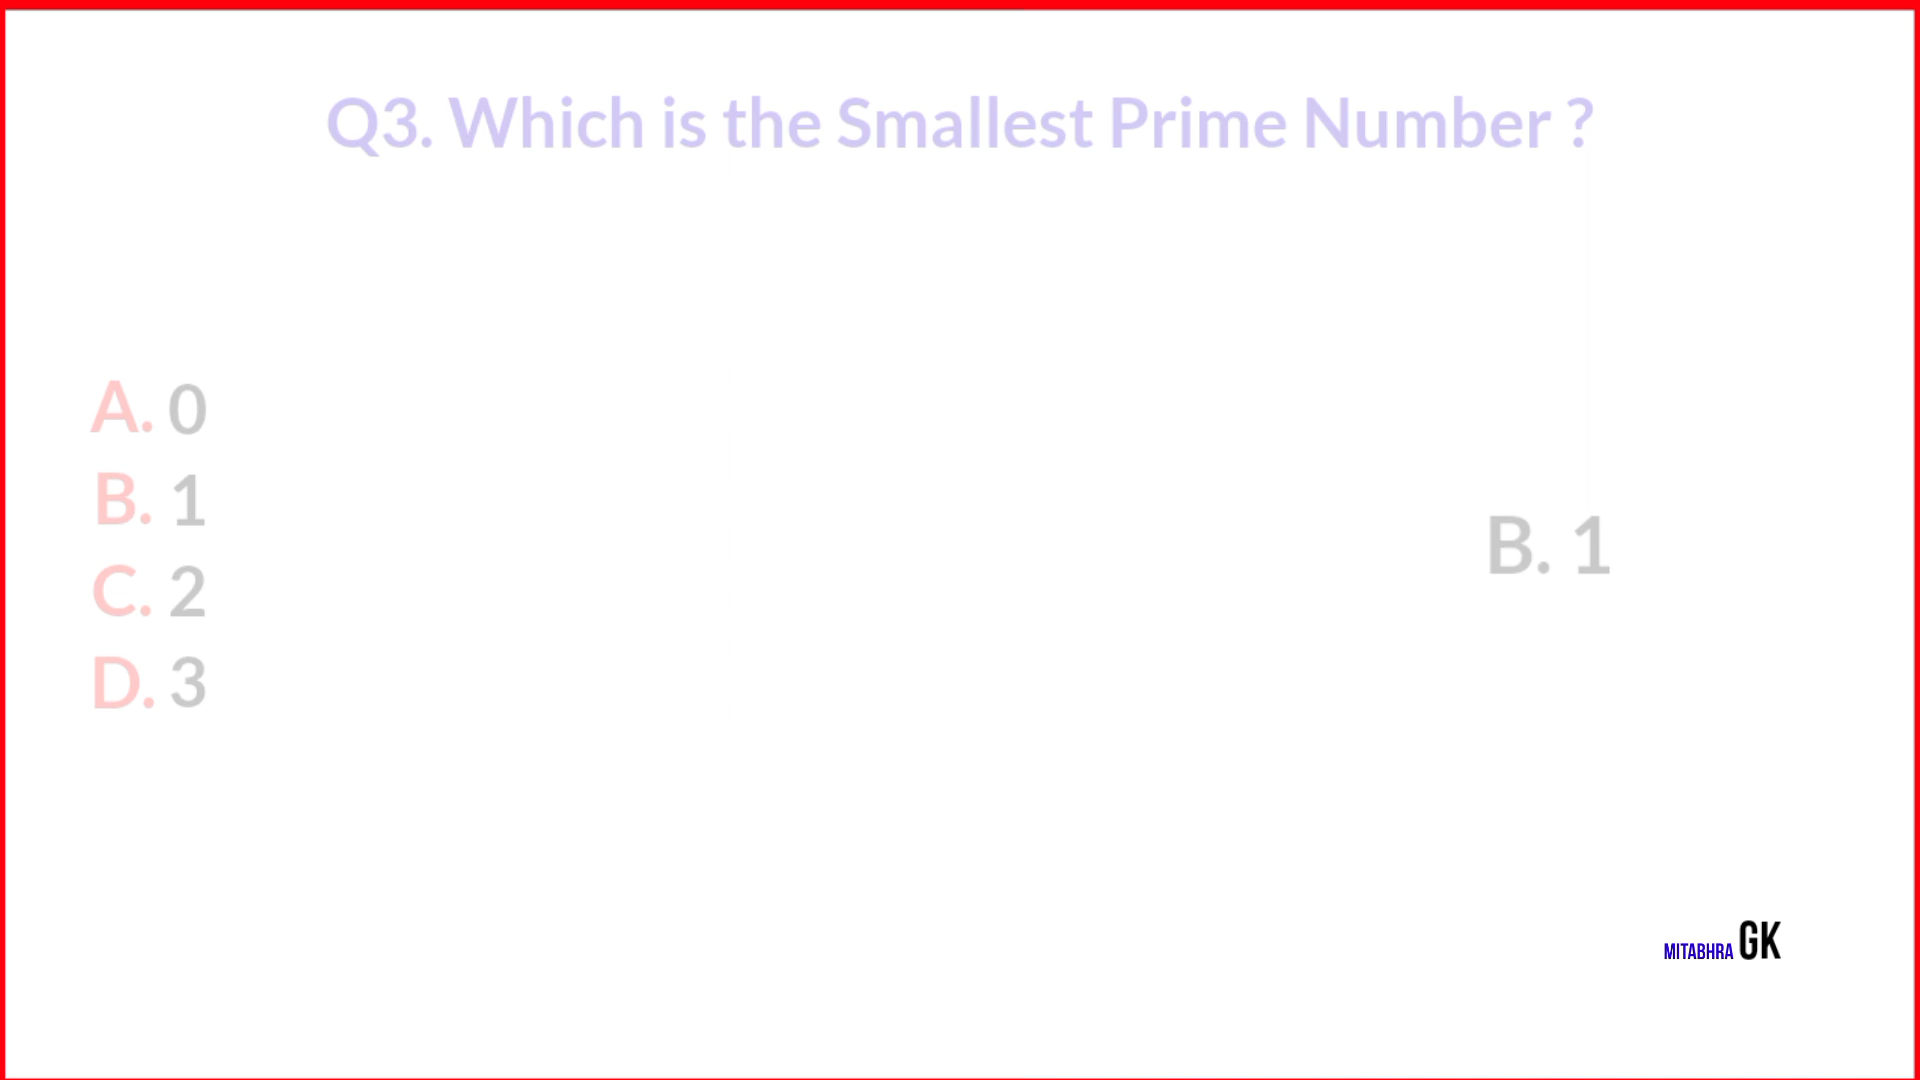 Q3. Which is the Smallest Prime Number ?
A. 0
B. 1
C. 2
D. 3
B. 1
MITABHRA GK